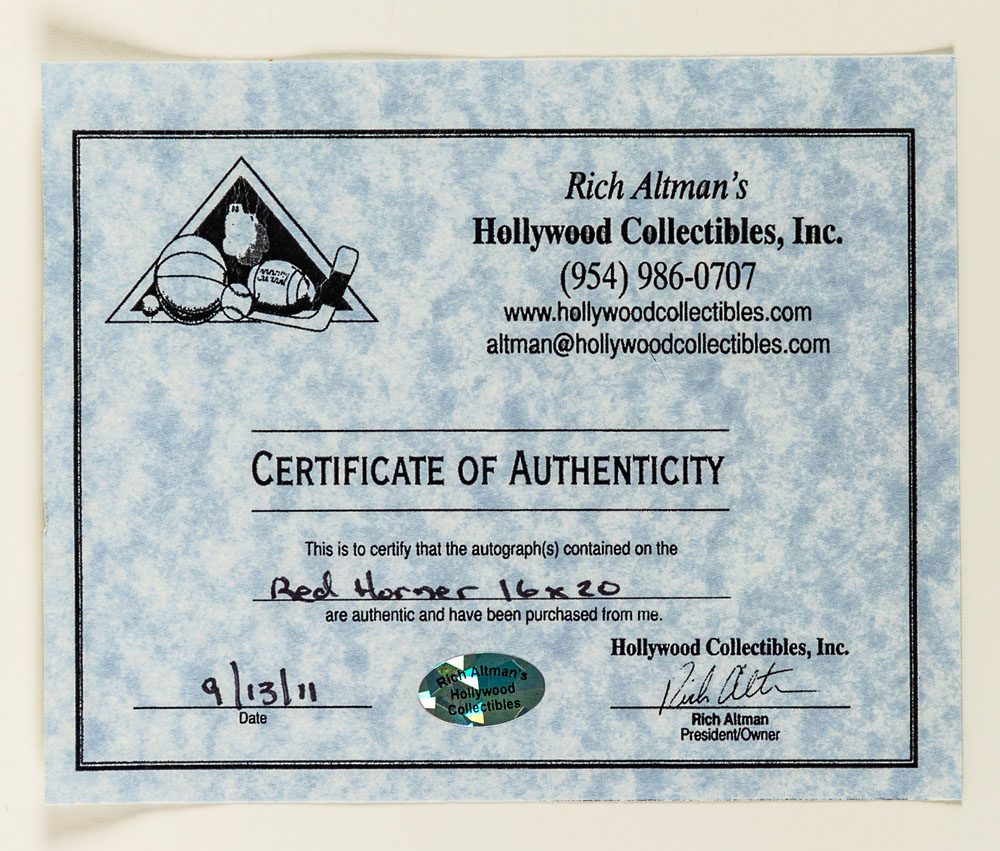 Rich Altman's
Hollywood Collectibles, Inc.
(954) 986-0707
www.hollywoodcollectibles.com
altman@hollywoodcollectibles.com
CERTIFICATE OF AUTHENTICITY
This is to certify that the autograph(s) contained on the
Red Horner 16x20
are authentic and have been purchased from me.
Hollywood Collectibles, Inc.
9/13/11
Date
Rich Altman's
Hollywood
Collectibles
Rich Altman
Rich Altman
President/Owner